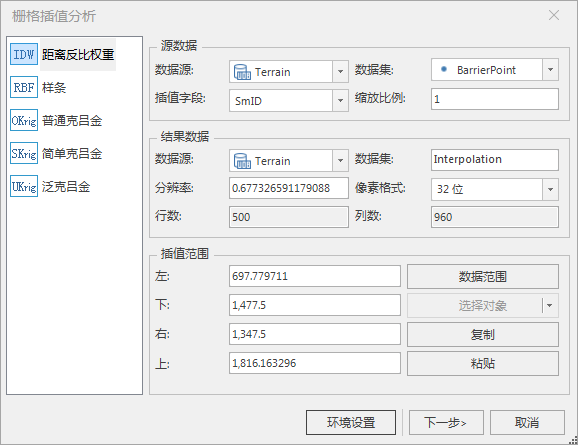 栅格插值分析
IDW 距离反比权重
RBF 样条
OKrig 普通克吕金
SKrig 简单克吕金
UKrig 泛克吕金
源数据
数据源: Terrain 数据集: BarrierPoint
插值字段: SmID 缩放比例: 1
结果数据
数据源: Terrain 数据集: Interpolation
分辨率: 0.677326591179088 像素格式: 32 位
行数: 500 列数: 960
插值范围
左: 697.779711 数据范围
下: 1,477.5 选择对象
右: 1,347.5 复制
上: 1,816.163296 粘贴
环境设置 下一步> 取消